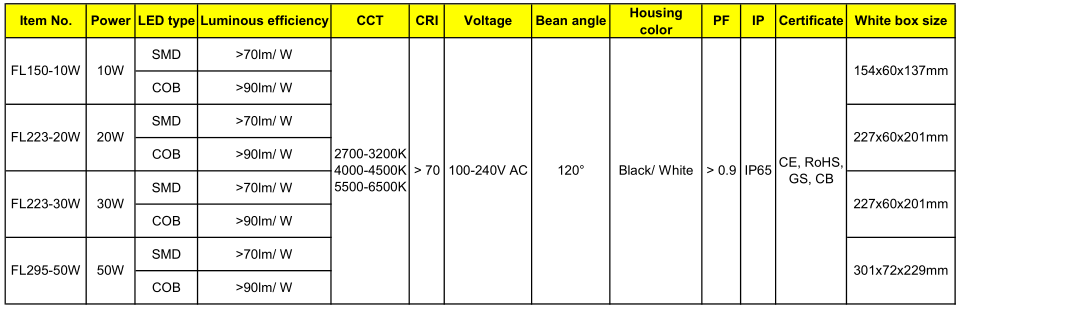 Item No. Power LED type Luminous efficiency CCT CRI Voltage Bean angle Housing color PF IP Certificate White box size
FL150-10W 10W SMD >70lm/ W 154x60x137mm
COB >90lm/ W
FL223-20W 20W SMD >70lm/ W 227x60x201mm
COB >90lm/ W
2700-3200K
4000-4500K > 70 100-240V AC 120° Black/ White > 0.9 IP65 CE, RoHS,
5500-6500K GS, CB
FL223-30W 30W SMD >70lm/ W 227x60x201mm
COB >90lm/ W
FL295-50W 50W SMD >70lm/ W 301x72x229mm
COB >90lm/ W